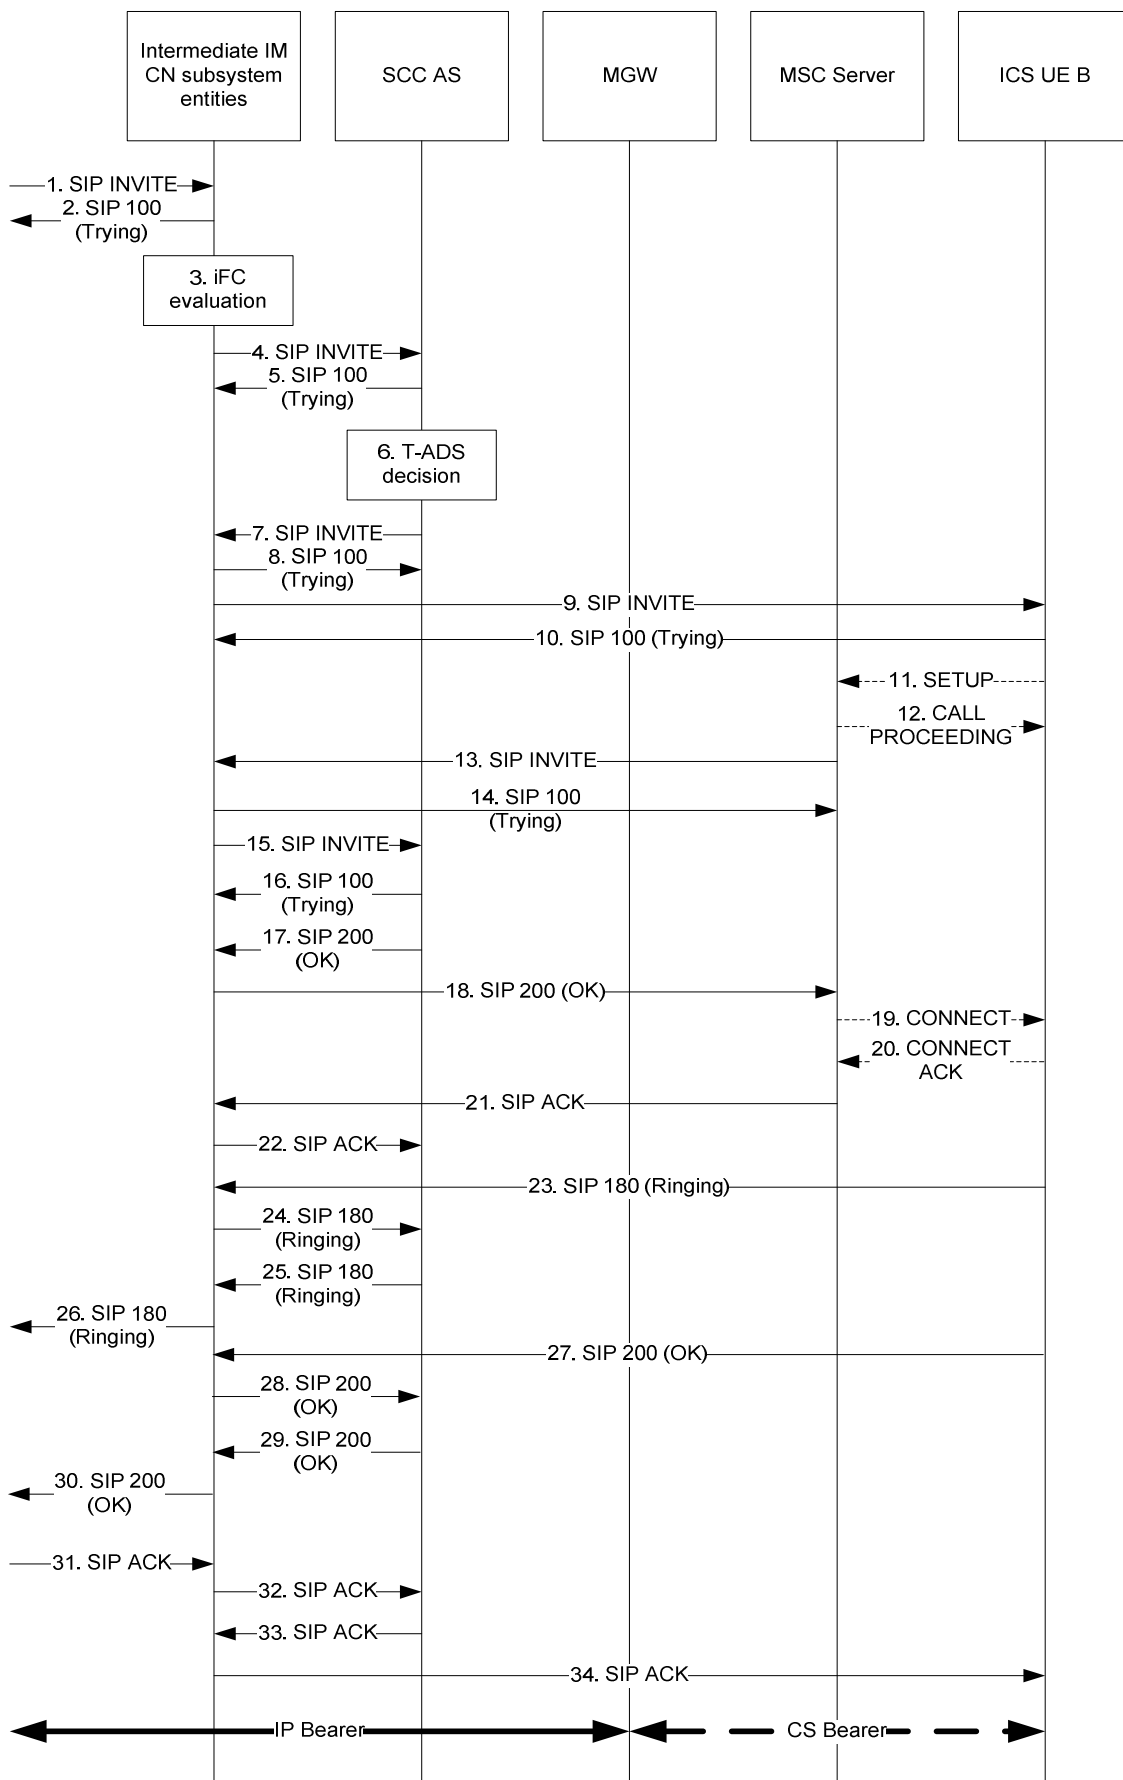 Intermediate IM
CN subsystem
entities
SCC AS
MGW
MSC Server
ICS UE B
1. SIP INVITE
2. SIP 100
(Trying)
3. iFC
evaluation
4. SIP INVITE
5. SIP 100
(Trying)
6. T-ADS
decision
7. SIP INVITE
8. SIP 100
(Trying)
9. SIP INVITE
10. SIP 100 (Trying)
11. SETUP
12. CALL
PROCEEDING
13. SIP INVITE
14. SIP 100
(Trying)
15. SIP INVITE
16. SIP 100
(Trying)
17. SIP 200
(OK)
18. SIP 200 (OK)
19. CONNECT
20. CONNECT
ACK
21. SIP ACK
22. SIP ACK
23. SIP 180 (Ringing)
24. SIP 180
(Ringing)
25. SIP 180
(Ringing)
26. SIP 180
(Ringing)
27. SIP 200 (OK)
28. SIP 200
(OK)
29. SIP 200
(OK)
30. SIP 200
(OK)
31. SIP ACK
32. SIP ACK
33. SIP ACK
34. SIP ACK
IP Bearer
CS Bearer